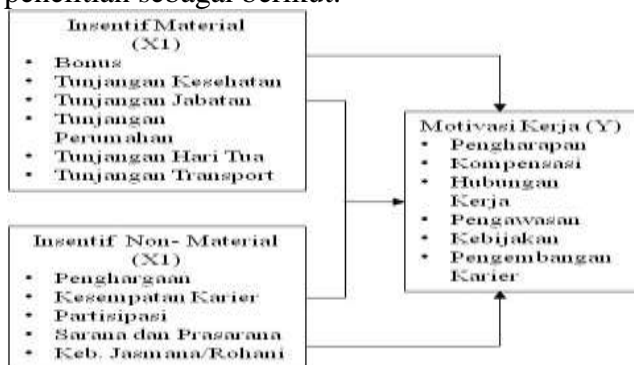 penelitian sebagai berikut:
Insentif Material
(X1)
• Bonus
• Tunjangan Kesehatan
• Tunjangan Jabatan
• Tunjangan
Perumahan
• Tunjangan Hari Tua
• Tunjangan Transport
Motivasi Kerja (Y)
• Pengharapan
• Kompensasi
• Hubungan
Kerja
• Pengawasan
• Kebijakan
• Pengembangan
Karier
Insentif Non- Material
(X1)
• Penghargaan
• Kesempatan Karier
• Partisipasi
• Sarana dan Prasarana
• Keb. Jasmana/Rohani